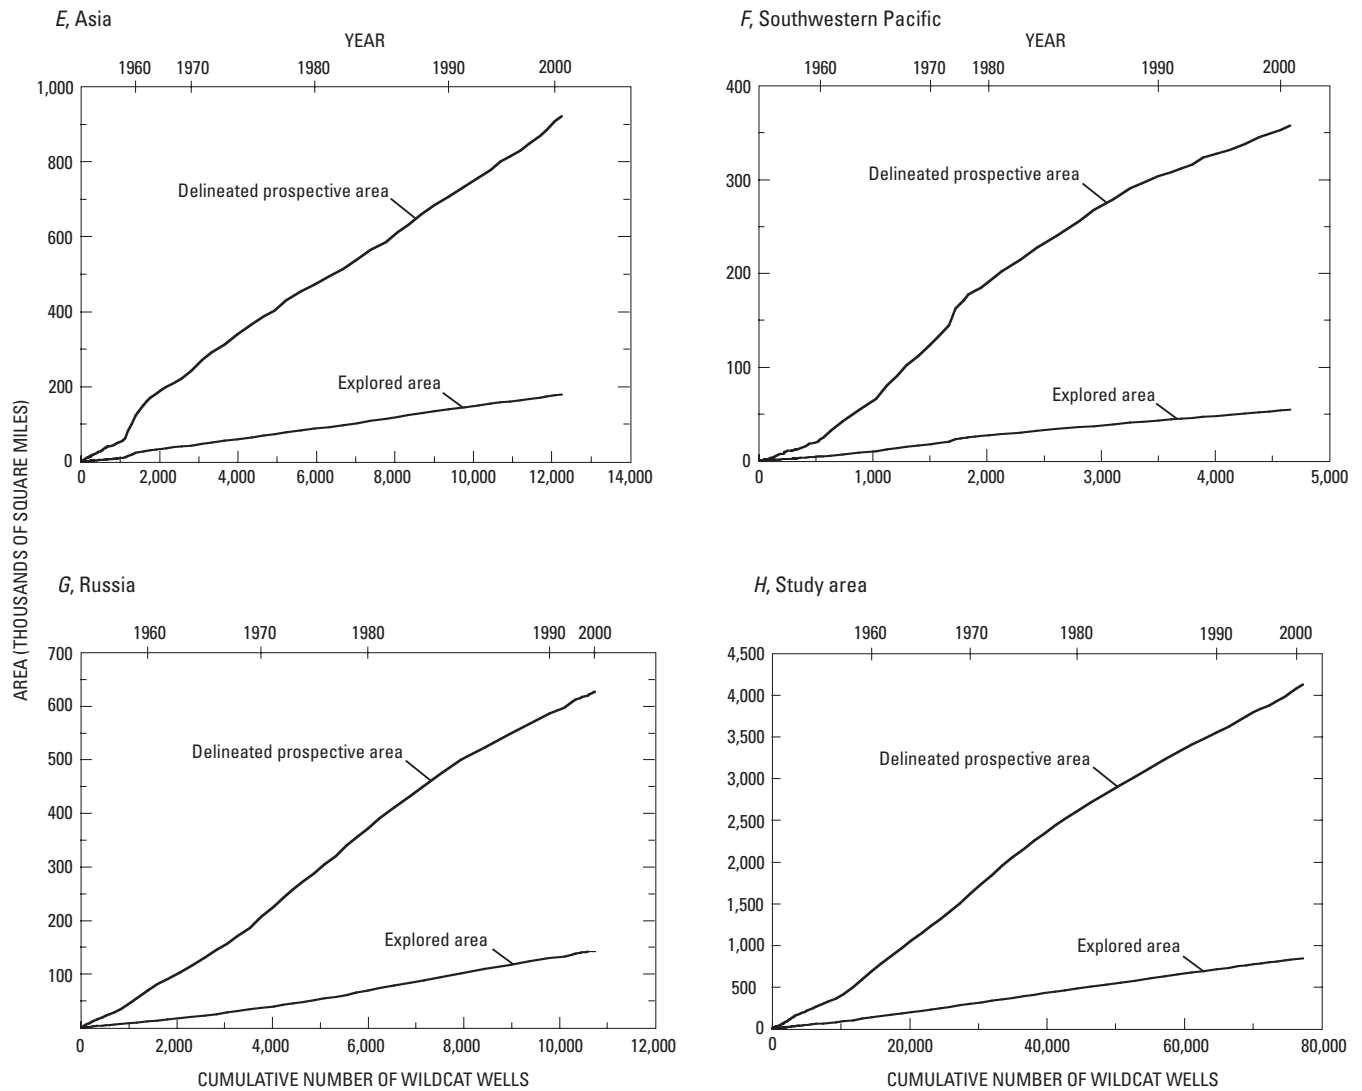 E, Asia
YEAR
1960 1970 1980 1990 2000
1,000
800
600
400
200
0
Delineated prospective area
Explored area
0 2,000 4,000 6,000 8,000 10,000 12,000 14,000
F, Southwestern Pacific
YEAR
1960 1970 1980 1990 2000
400
300
200
100
0
Delineated prospective area
Explored area
0 1,000 2,000 3,000 4,000 5,000
AREA (THOUSANDS OF SQUARE MILES)
G, Russia
1960 1970 1980 1990 2000
700
600
500
400
300
200
100
0
Delineated prospective area
Explored area
0 2,000 4,000 6,000 8,000 10,000 12,000
CUMULATIVE NUMBER OF WILDCAT WELLS
H, Study area
1960 1970 1980 1990 2000
4,500
4,000
3,500
3,000
2,500
2,000
1,500
1,000
500
0
Delineated prospective area
Explored area
0 20,000 40,000 60,000 80,000
CUMULATIVE NUMBER OF WILDCAT WELLS